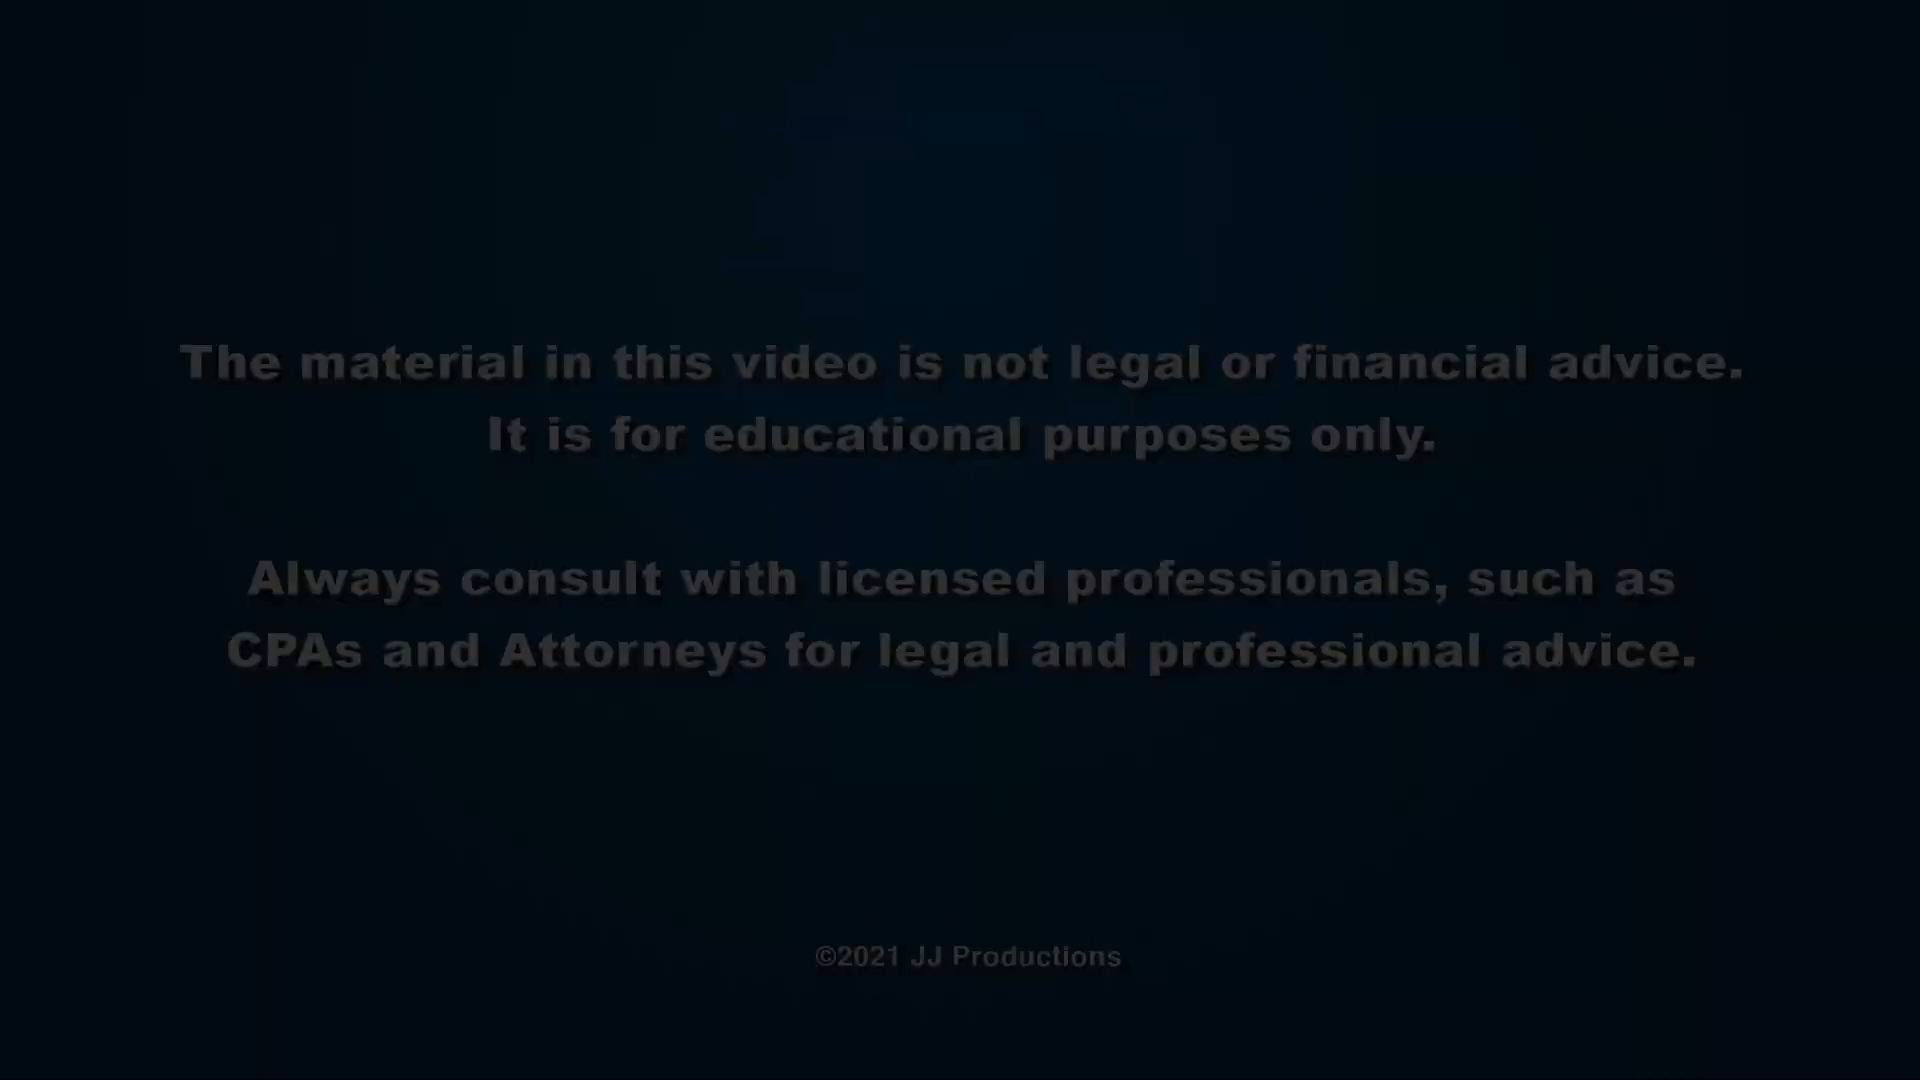 The material in this video is not legal or financial advice.
It is for educational purposes only.
Always consult with licensed professionals, such as
CPAs and Attorneys for legal and professional advice.
©2021 JJ Productions